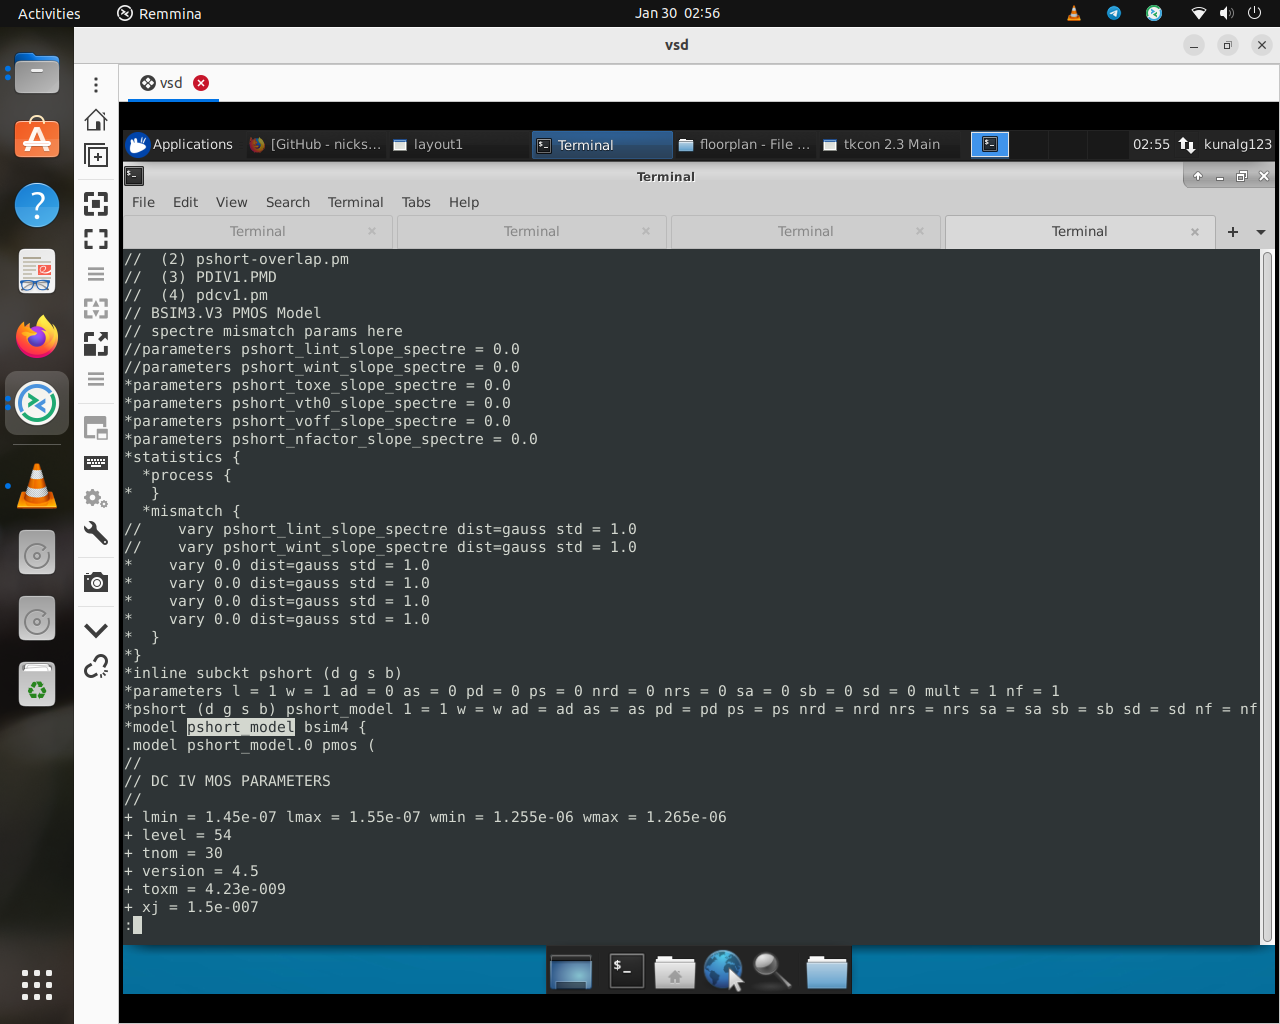 Activities
Remmina
Jan 30 02:56
vsd
vsd
Applications
[GitHub - nicks...
layout1
Terminal
floorplan - File ...
tkcon 2.3 Main
02:55
kunalg123
Terminal
File Edit View Search Terminal Tabs Help
Terminal
Terminal
Terminal
Terminal
//  (2) pshort-overlap.pm
//  (3) PDIV1.PMD
//  (4) pdcv1.pm
// BSIM3.V3 PMOS Model
// spectre mismatch params here
//parameters pshort_lint_slope_spectre = 0.0
//parameters pshort_wint_slope_spectre = 0.0
*parameters pshort_toxe_slope_spectre = 0.0
*parameters pshort_vth0_slope_spectre = 0.0
*parameters pshort_voff_slope_spectre = 0.0
*parameters pshort_nfactor_slope_spectre = 0.0
*statistics {
  *process {
*  }
  *mismatch {
//    vary pshort_lint_slope_spectre dist=gauss std = 1.0
//    vary pshort_wint_slope_spectre dist=gauss std = 1.0
*    vary 0.0 dist=gauss std = 1.0
*    vary 0.0 dist=gauss std = 1.0
*    vary 0.0 dist=gauss std = 1.0
*    vary 0.0 dist=gauss std = 1.0
*  }
*}
*inline subckt pshort (d g s b)
*parameters l = 1 w = 1 ad = 0 as = 0 pd = 0 ps = 0 nrd = 0 nrs = 0 sa = 0 sb = 0 sd = 0 mult = 1 nf = 1
*pshort (d g s b) pshort_model 1 = 1 w = w ad = ad as = as pd = pd ps = ps nrd = nrd nrs = nrs sa = sa sb = sb sd = sd nf = nf
*model pshort_model bsim4 {
.model pshort_model.0 pmos (
//
// DC IV MOS PARAMETERS
//
+ lmin = 1.45e-07 lmax = 1.55e-07 wmin = 1.255e-06 wmax = 1.265e-06
+ level = 54
+ tnom = 30
+ version = 4.5
+ toxm = 4.23e-009
+ xj = 1.5e-007
: